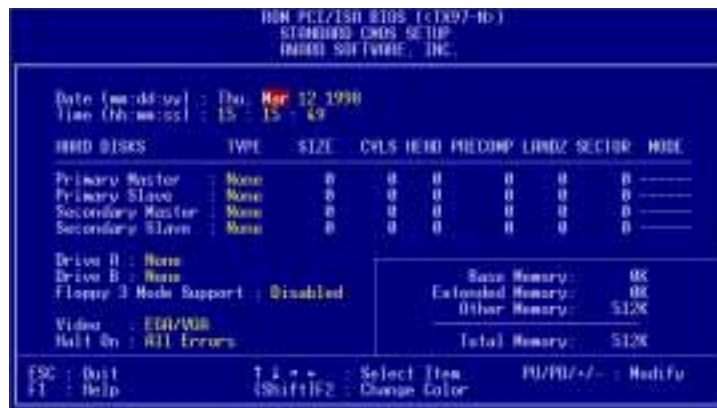 ROM PCI/ISA BIOS (<TX97-N>)
STANDARD CMOS SETUP
AWARD SOFTWARE, INC.
Date (mm:dd:yy) : Thu, Mar 12 1998
Time (hh:mm:ss) : 15 : 15 : 49
HARD DISKS TYPE SIZE CYLS HEAD PRECOMP LANDZ SECTOR MODE
Primary Master : None 0 0 0 0 0 0 ------
Primary Slave : None 0 0 0 0 0 0 ------
Secondary Master : None 0 0 0 0 0 0 ------
Secondary Slave : None 0 0 0 0 0 0 ------
Drive A : None
Drive B : None
Floppy 3 Mode Support : Disabled
Video : EGA/VGA
Halt On : All Errors
Base Memory: 0K
Extended Memory: 0K
Other Memory: 512K
Total Memory: 512K
ESC : Quit ↑ ↓ → ← : Select Item PU/PD/+/- : Modify
F1 : Help (Shift)F2 : Change Color